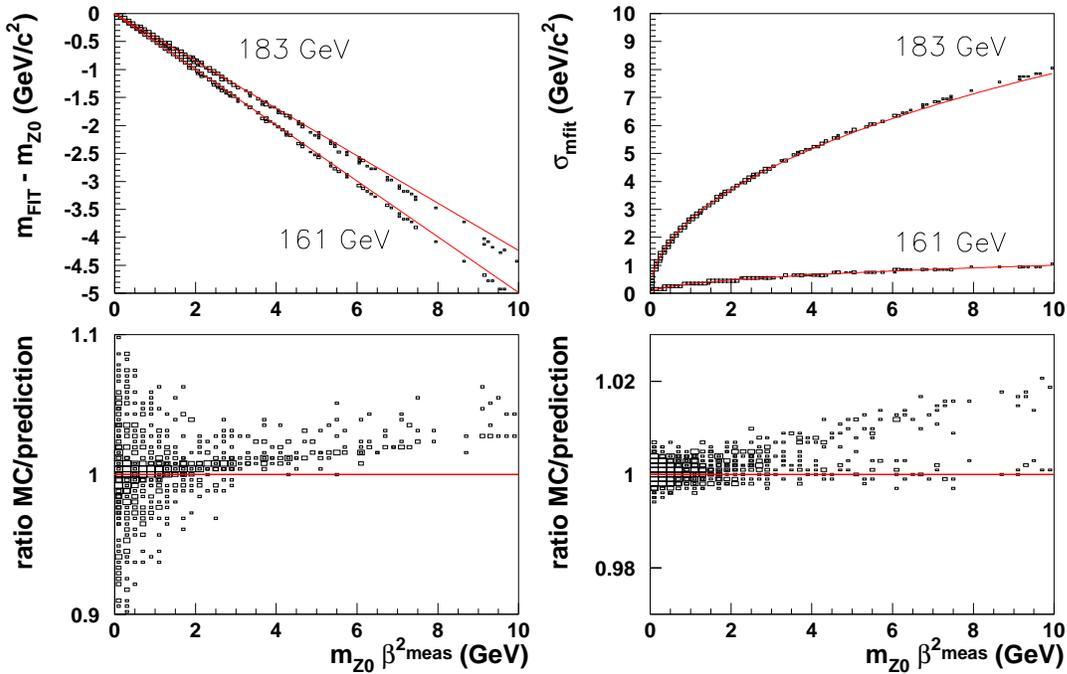 m_FIT - m_Z0 (GeV/c²)
0
-0.5
-1
-1.5
-2
-2.5
-3
-3.5
-4
-4.5
-5
183 GeV
161 GeV
0 2 4 6 8 10
σ_mfit (GeV/c²)
10
9
8
7
6
5
4
3
2
1
0
183 GeV
161 GeV
0 2 4 6 8 10
ratio MC/prediction
1.1
1
0.9
0 2 4 6 8 10
m_Z0 β²meas (GeV)
ratio MC/prediction
1.02
1
0.98
0 2 4 6 8 10
m_Z0 β²meas (GeV)